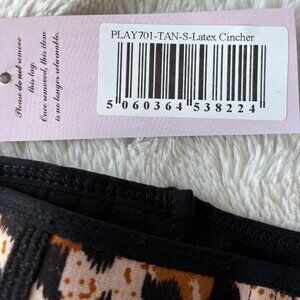 PLAY701-TAN-S-Latex Cincher
5 060364 538224
Please do not remove
this tag.
Once removed, this item
is no longer returnable.